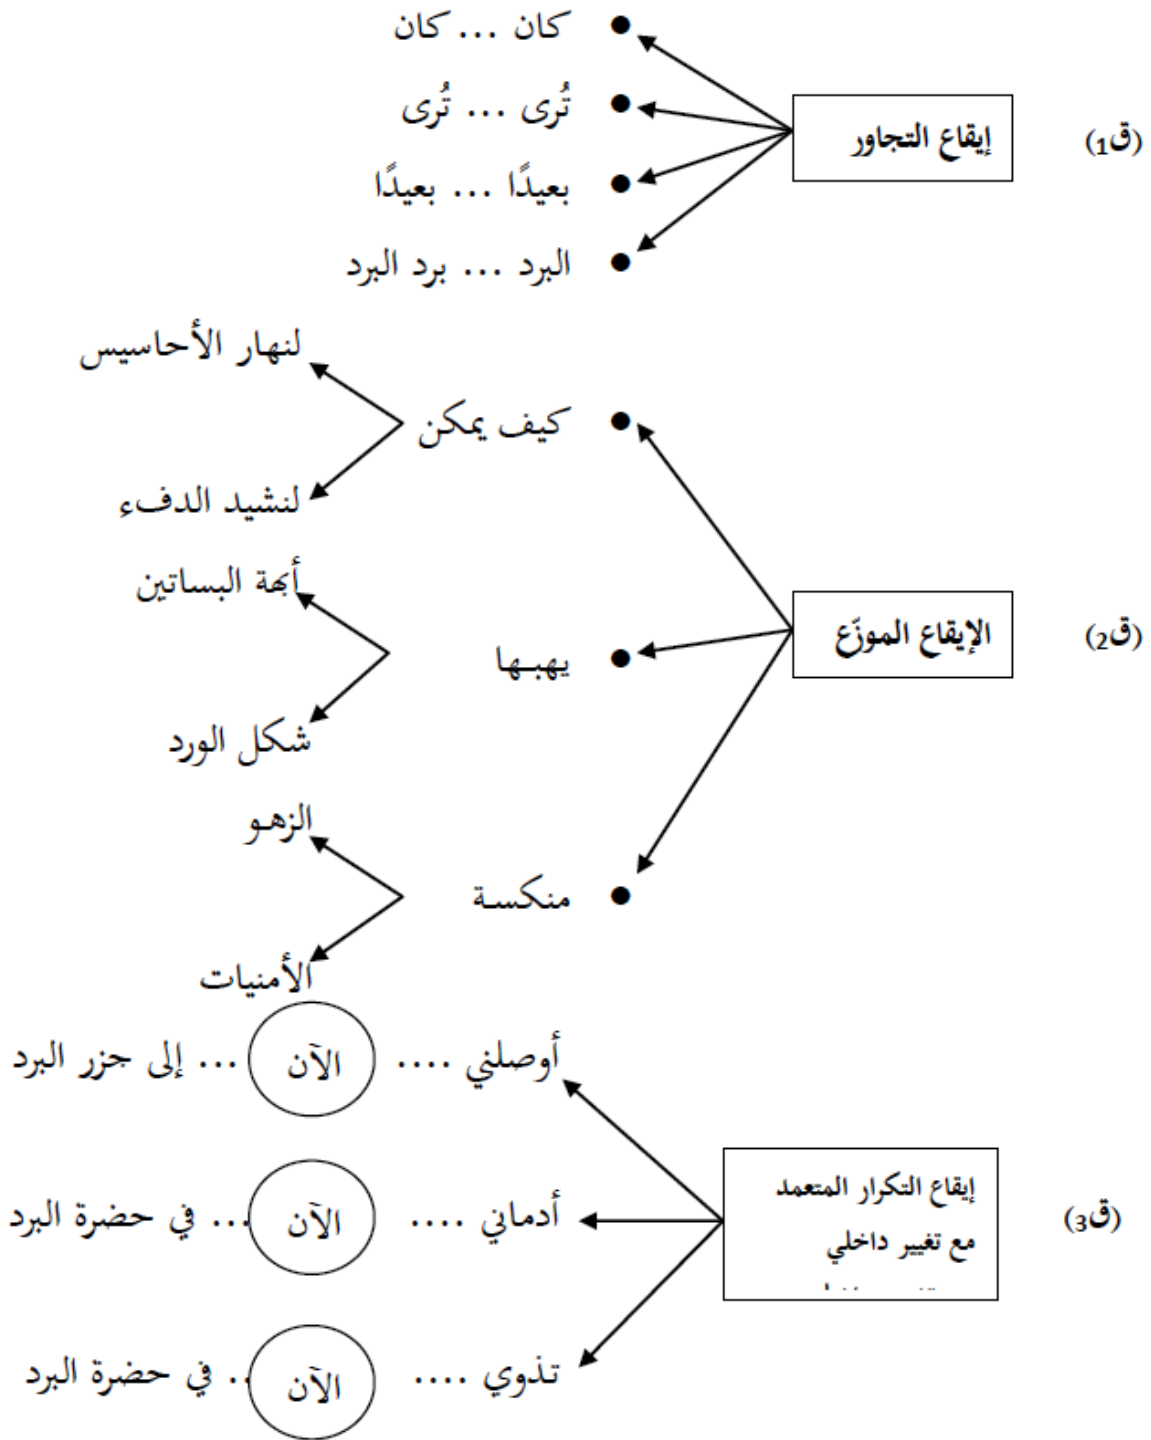 كان ... كان
تُرى ... تُرى
(ق1) إيقاع التجاور
بعيدًا ... بعيدًا
البرد ... برد البرد
لنهار الأحاسيس
كيف يمكن
لنشيد الدفء
أبهة البساتين
(ق2) الإيقاع الموزّع
يهبها
شكل الورد
الزهو
منكسة
الأمنيات
أوصلني .... الآن ... إلى جزر البرد
إيقاع التكرار المتعمد
(ق3)
أدماني .... الآن ... في حضرة البرد
مع تغيير داخلي
تذوي .... الآن .. في حضرة البرد